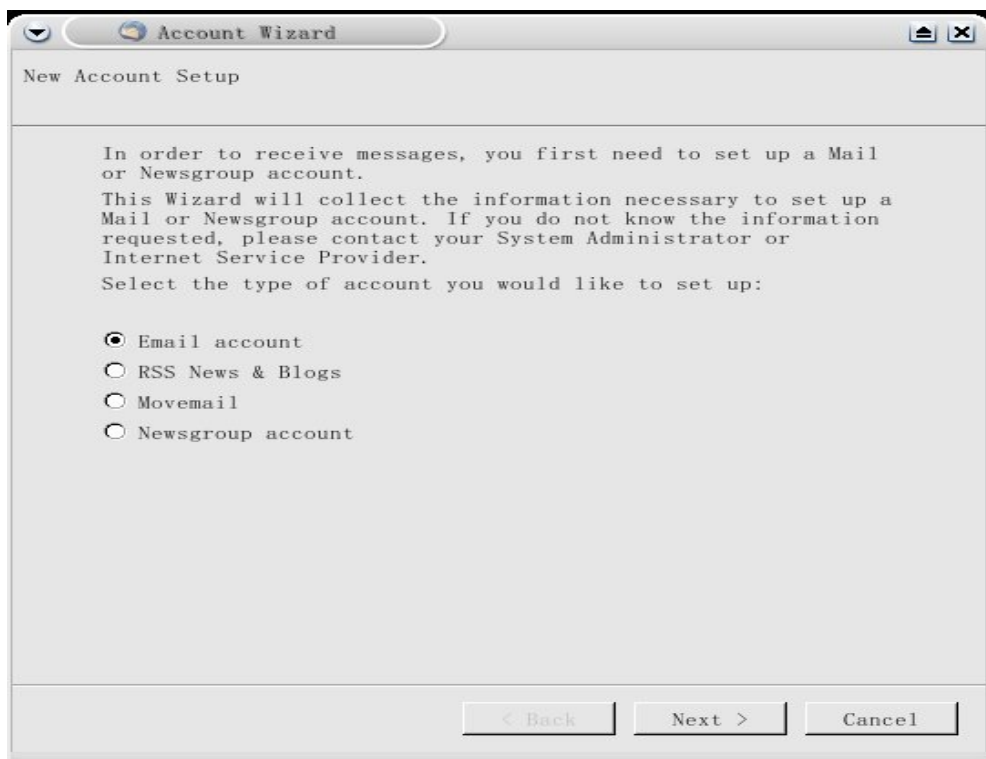 Account Wizard
New Account Setup
In order to receive messages, you first need to set up a Mail
or Newsgroup account.
This Wizard will collect the information necessary to set up a
Mail or Newsgroup account. If you do not know the information
requested, please contact your System Administrator or
Internet Service Provider.
Select the type of account you would like to set up:
Email account
RSS News & Blogs
Movemail
Newsgroup account
< Back Next > Cancel